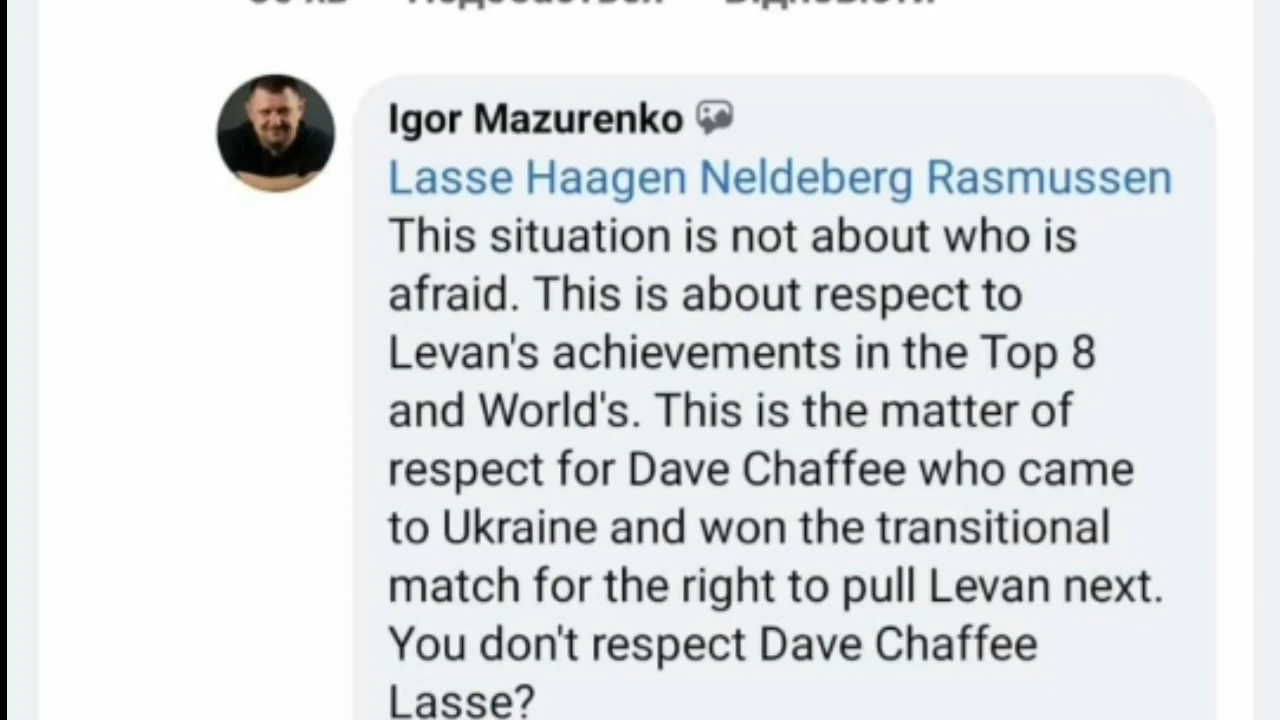 Igor Mazurenko
Lasse Haagen Neldeberg Rasmussen
This situation is not about who is
afraid. This is about respect to
Levan's achievements in the Top 8
and World's. This is the matter of
respect for Dave Chaffee who came
to Ukraine and won the transitional
match for the right to pull Levan next.
You don't respect Dave Chaffee
Lasse?